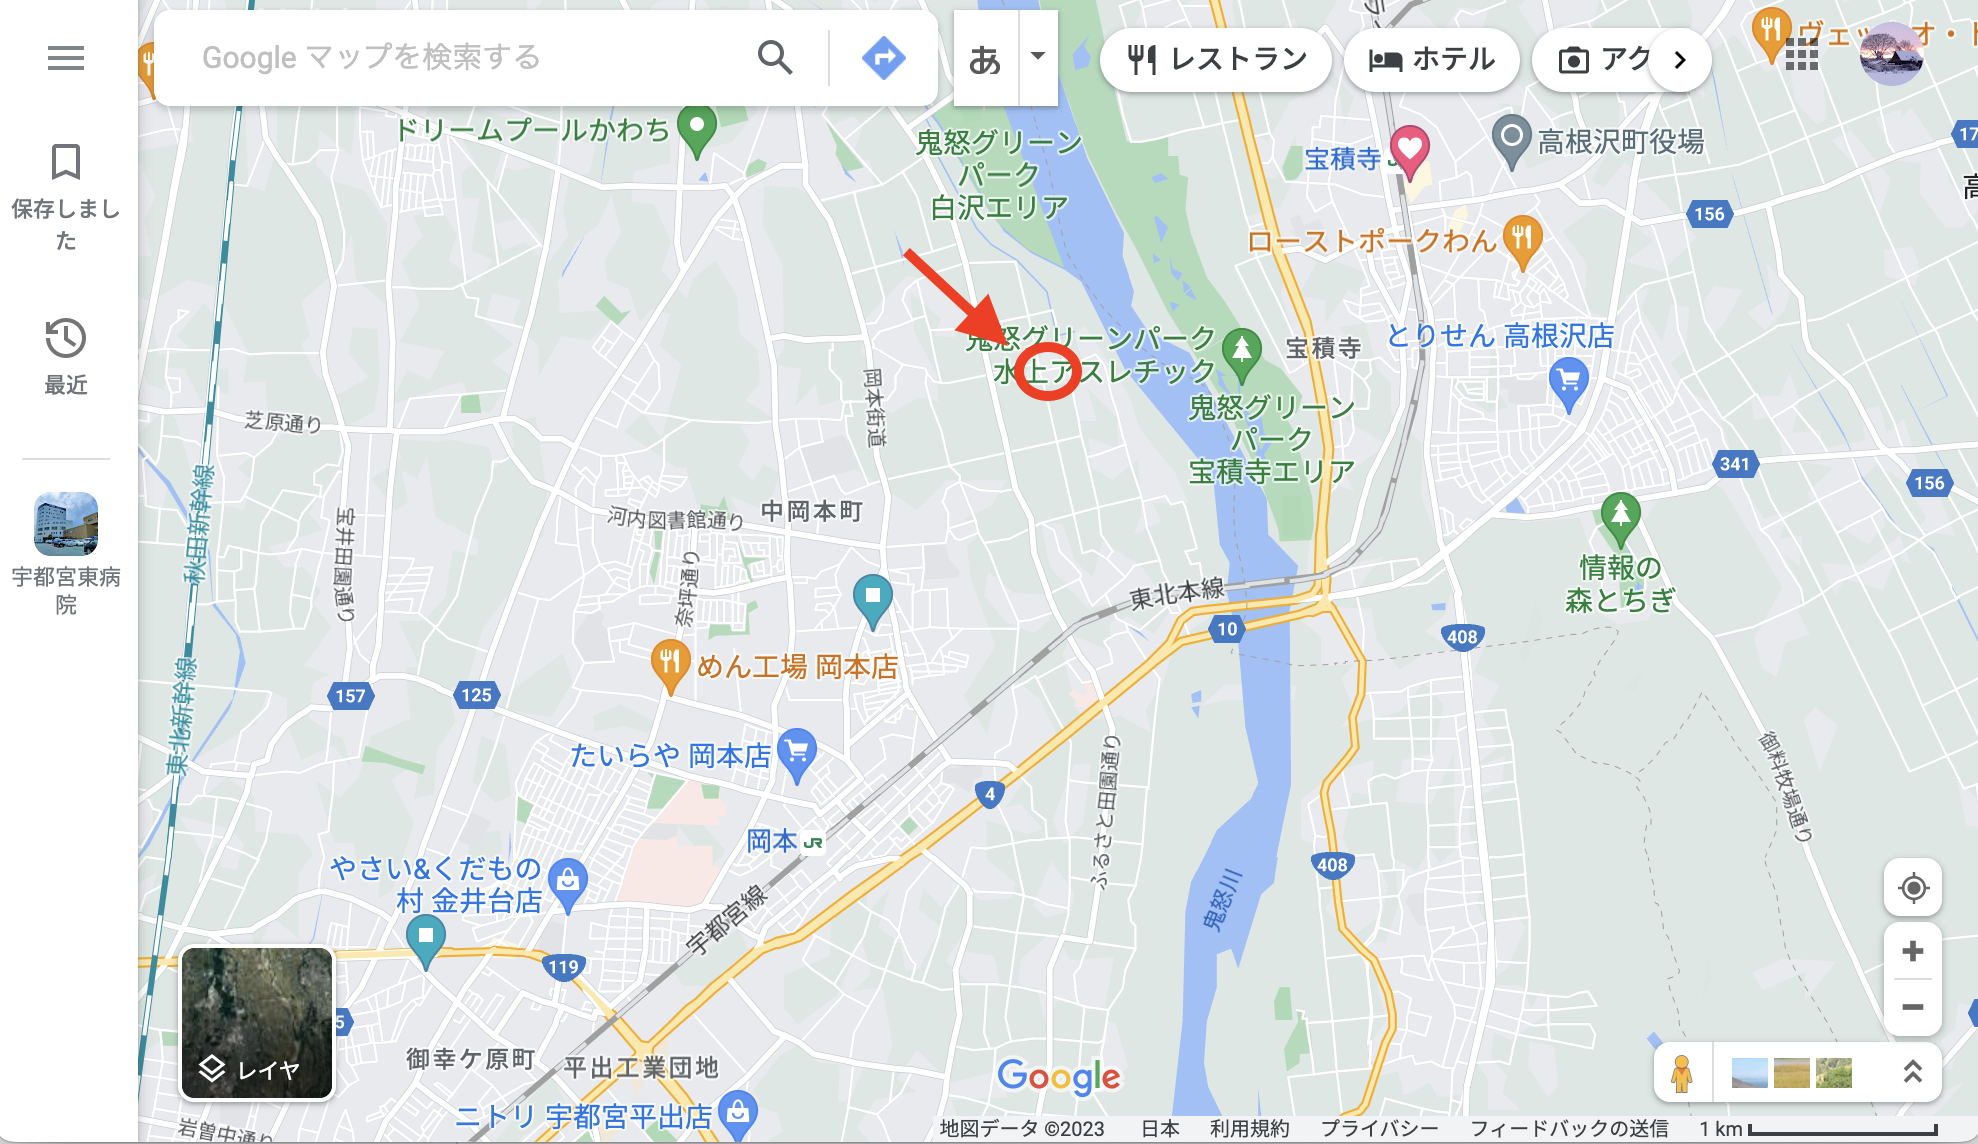 Google マップを検索する
あ
レストラン
ホテル
アク
保存しまし
た
最近
宇都宮東病
院
ドリームプールかわち
鬼怒グリーン
パーク
白沢エリア
宝積寺
高根沢町役場
17
156
ローストポークわん
とりせん 高根沢店
鬼怒グリーンパーク
水上アスレチック
宝積寺
鬼怒グリーン
パーク
宝積寺エリア
岡本街道
芝原通り
341
156
秋田新幹線
宝井田園通り
河内図書館通り
中岡本町
奈坪通り
情報の
森とちぎ
東北本線
10
408
めん工場 岡本店
東北新幹線
157
125
たいらや 岡本店
ふるさと田園通り
御料牧場通り
4
岡本
JR
408
やさい&くだもの
村 金井台店
宇都宮線
鬼怒川
119
5
レイヤ
御幸ケ原町
平出工業団地
ニトリ 宇都宮平出店
岩曽中通り
Google
地図データ ©2023 日本 利用規約 プライバシー フィードバックの送信 1 km